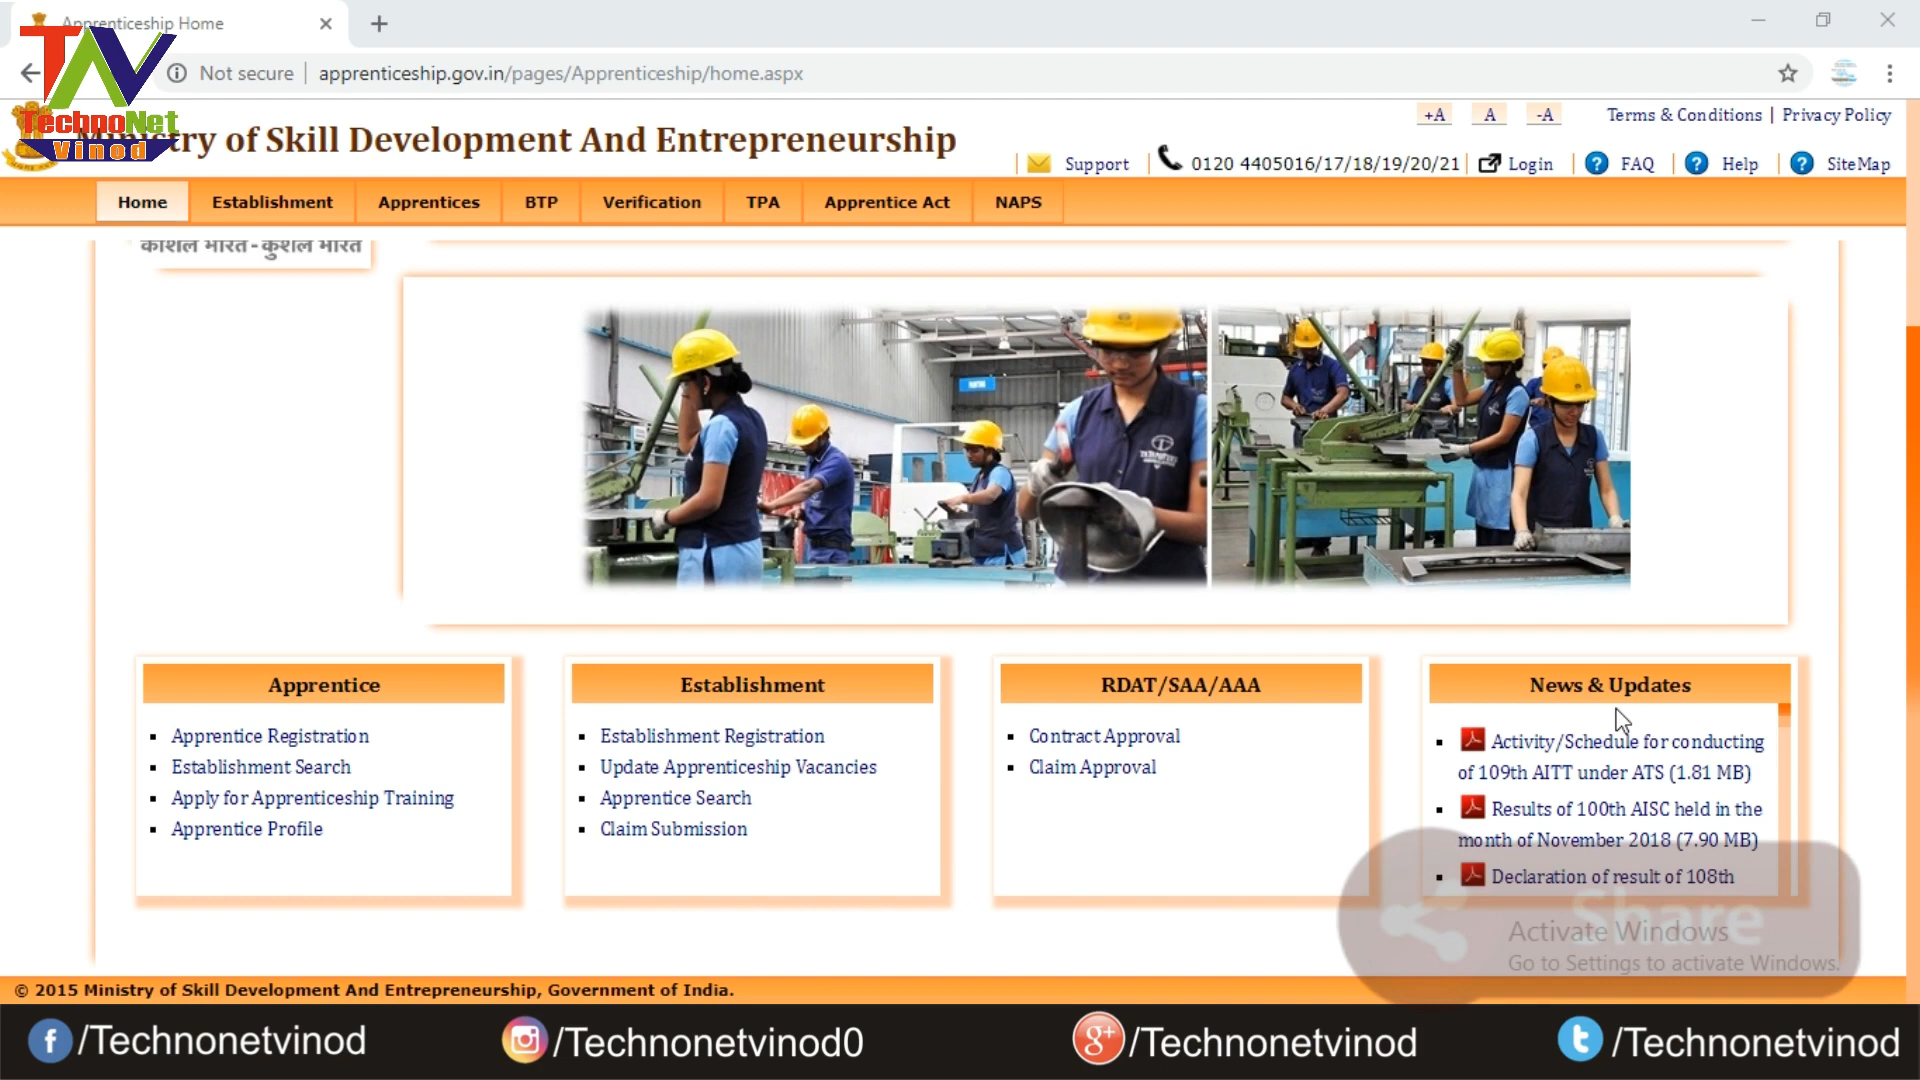 Apprenticeship Home
Not secure | apprenticeship.gov.in/pages/Apprenticeship/home.aspx
TNV
TechnoNet
Vinod
+A A -A Terms & Conditions | Privacy Policy
Ministry of Skill Development And Entrepreneurship
Support 0120 4405016/17/18/19/20/21 Login FAQ Help SiteMap
Home Establishment Apprentices BTP Verification TPA Apprentice Act NAPS
कौशल भारत - कुशल भारत
Apprentice
Apprentice Registration
Establishment Search
Apply for Apprenticeship Training
Apprentice Profile
Establishment
Establishment Registration
Update Apprenticeship Vacancies
Apprentice Search
Claim Submission
RDAT/SAA/AAA
Contract Approval
Claim Approval
News & Updates
Activity/Schedule for conducting
of 109th AITT under ATS (1.81 MB)
Results of 100th AISC held in the
month of November 2018 (7.90 MB)
Declaration of result of 108th
Share
Activate Windows
Go to Settings to activate Windows.
© 2015 Ministry of Skill Development And Entrepreneurship, Government of India.
/Technonetvinod
/Technonetvinod0
/Technonetvinod
/Technonetvinod